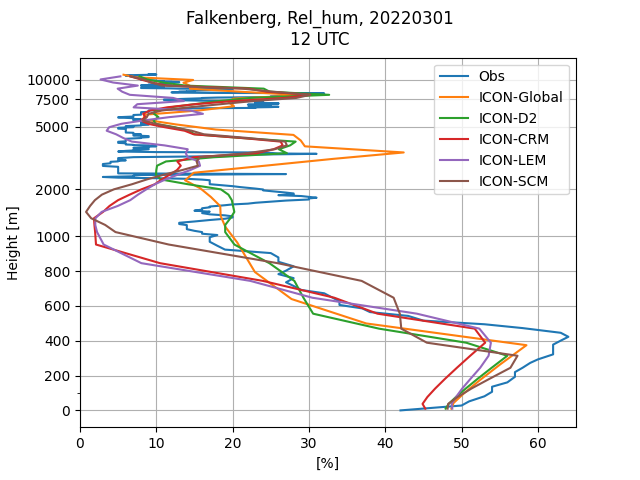 Falkenberg, Rel_hum, 20220301
12 UTC
Obs
ICON-Global
ICON-D2
ICON-CRM
ICON-LEM
ICON-SCM
Height [m]
10000
7500
5000
2000
1000
800
600
400
200
0
0 10 20 30 40 50 60
[%]